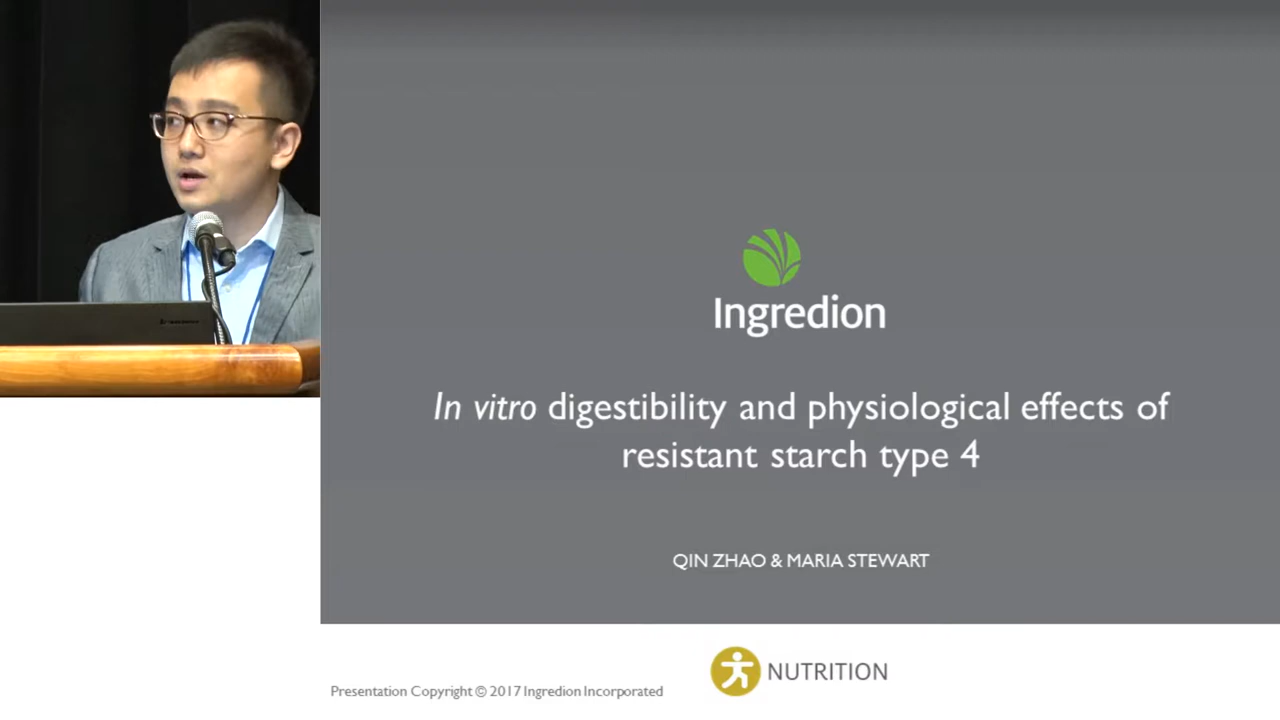 Ingredion
In vitro digestibility and physiological effects of
resistant starch type 4
QIN ZHAO & MARIA STEWART
Presentation Copyright © 2017 Ingredion Incorporated
NUTRITION